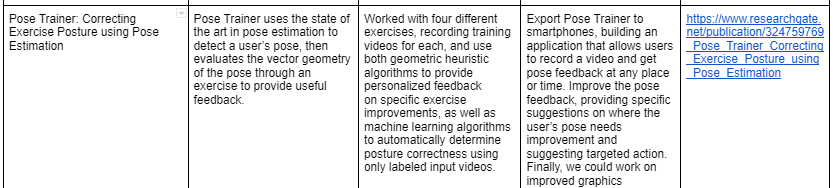 Pose Trainer: Correcting
Exercise Posture using Pose
Estimation
Pose Trainer uses the state of
the art in pose estimation to
detect a user's pose, then
evaluates the vector geometry
of the pose through an
exercise to provide useful
feedback.
Worked with four different
exercises, recording training
videos for each, and use
both geometric heuristic
algorithms to provide
personalized feedback
on specific exercise
improvements, as well as
machine learning algorithms
to automatically determine
posture correctness using
only labeled input videos.
Export Pose Trainer to
smartphones, building an
application that allows users
to record a video and get
pose feedback at any place
or time. Improve the pose
feedback, providing specific
suggestions on where the
user's pose needs
improvement and
suggesting targeted action.
Finally, we could work on
improved graphics
https://www.researchgate.
net/publication/324759769
_Pose_Trainer_Correcting
_Exercise_Posture_using
_Pose_Estimation